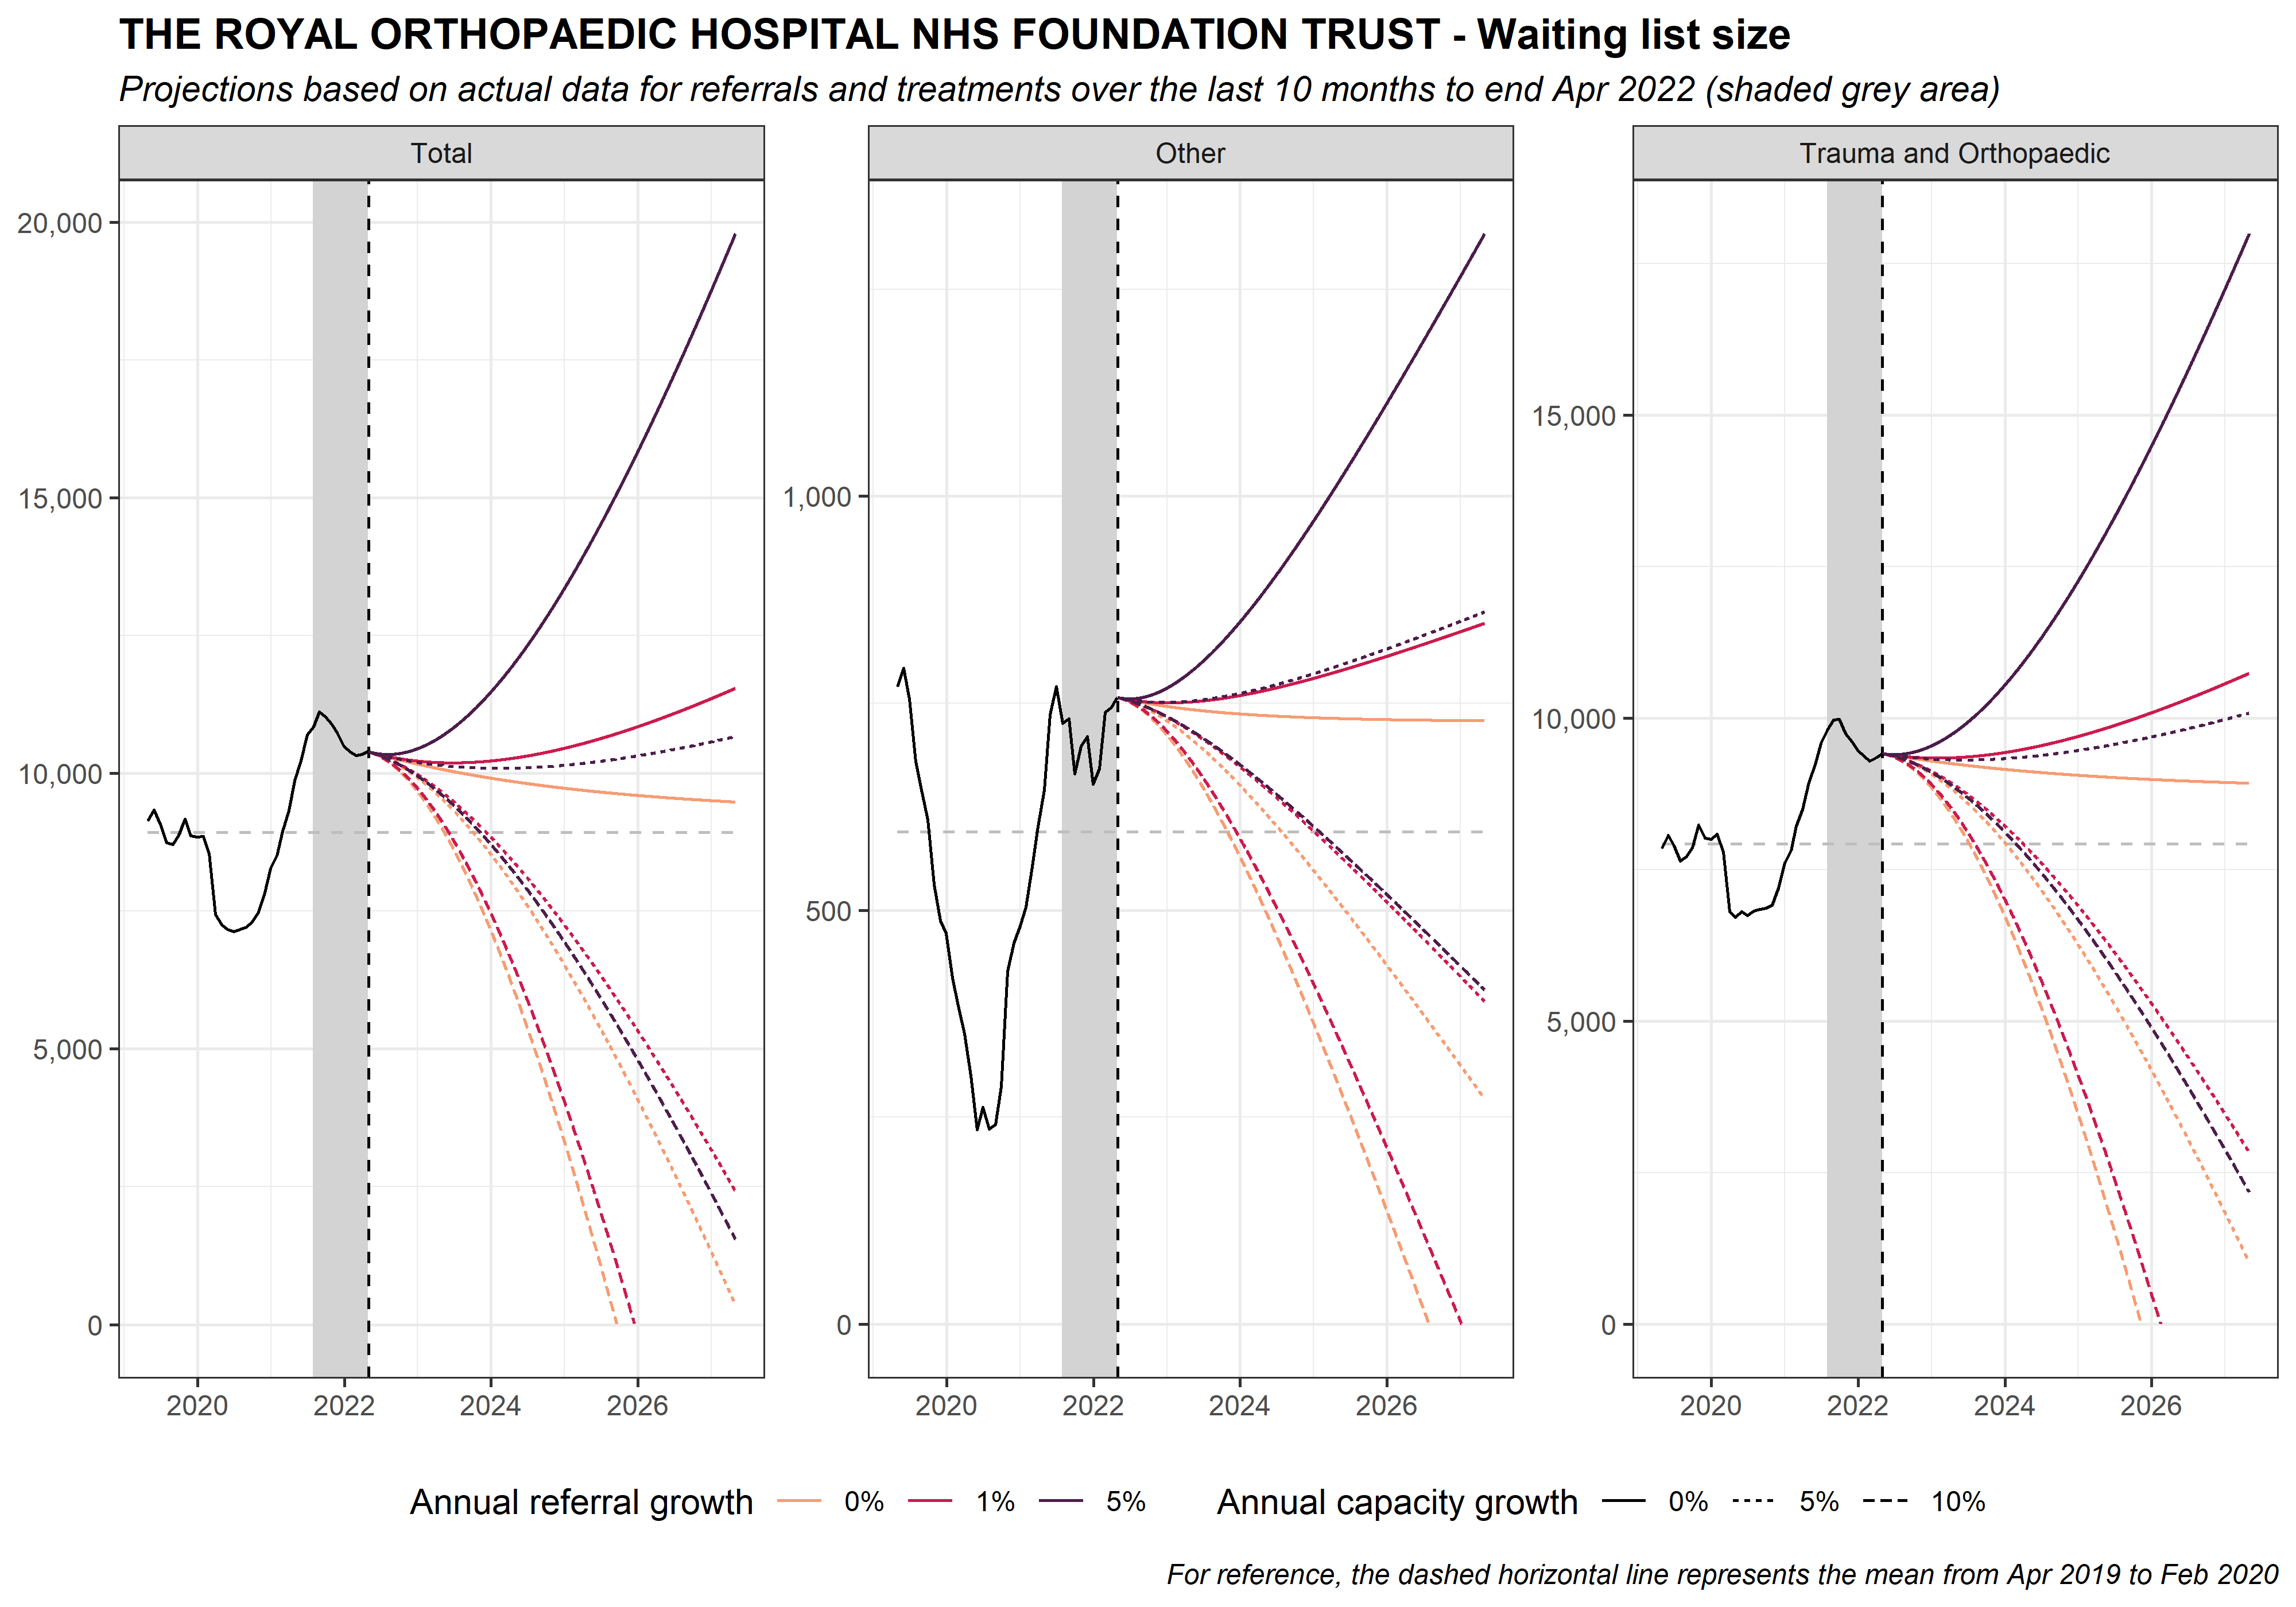 THE ROYAL ORTHOPAEDIC HOSPITAL NHS FOUNDATION TRUST - Waiting list size
Projections based on actual data for referrals and treatments over the last 10 months to end Apr 2022 (shaded grey area)
Total
20,000
15,000
10,000
5,000
0
2020 2022 2024 2026
Other
1,000
500
0
2020 2022 2024 2026
Trauma and Orthopaedic
15,000
10,000
5,000
0
2020 2022 2024 2026
Annual referral growth 0% 1% 5%
Annual capacity growth 0% 5% 10%
For reference, the dashed horizontal line represents the mean from Apr 2019 to Feb 2020